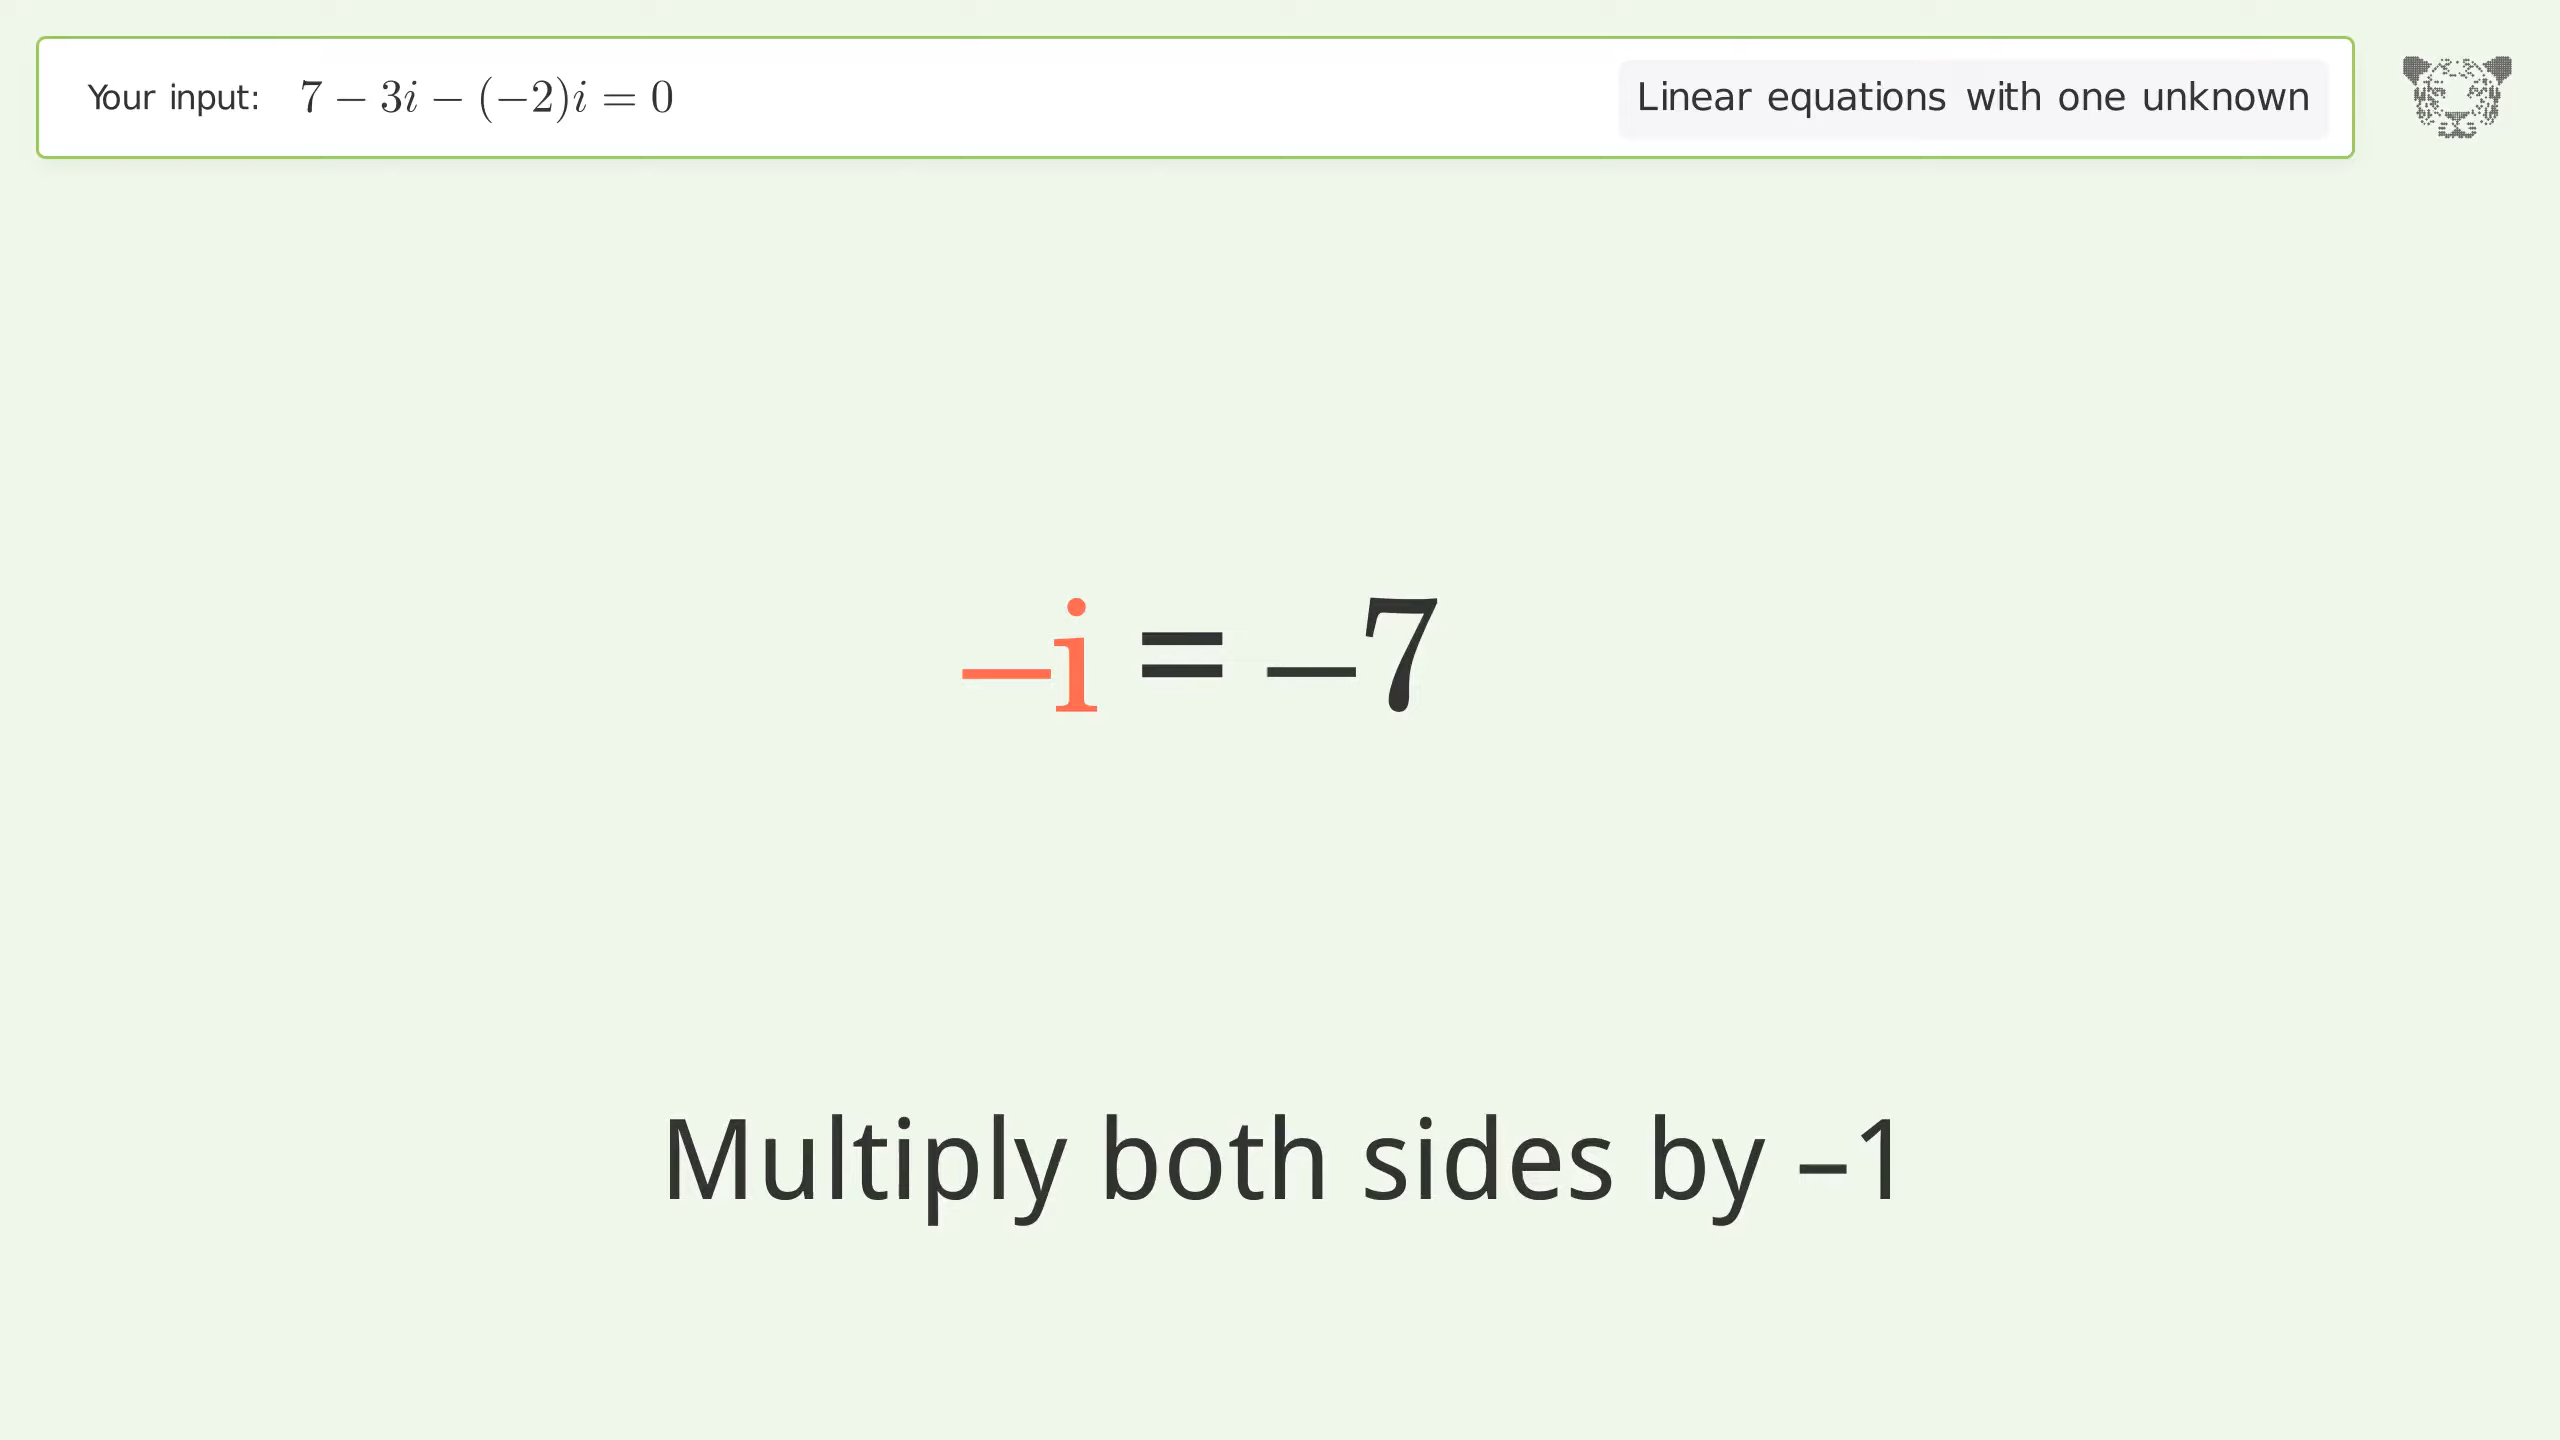 Your input: 7 − 3i − (−2)i = 0
Linear equations with one unknown
−i = −7
Multiply both sides by −1